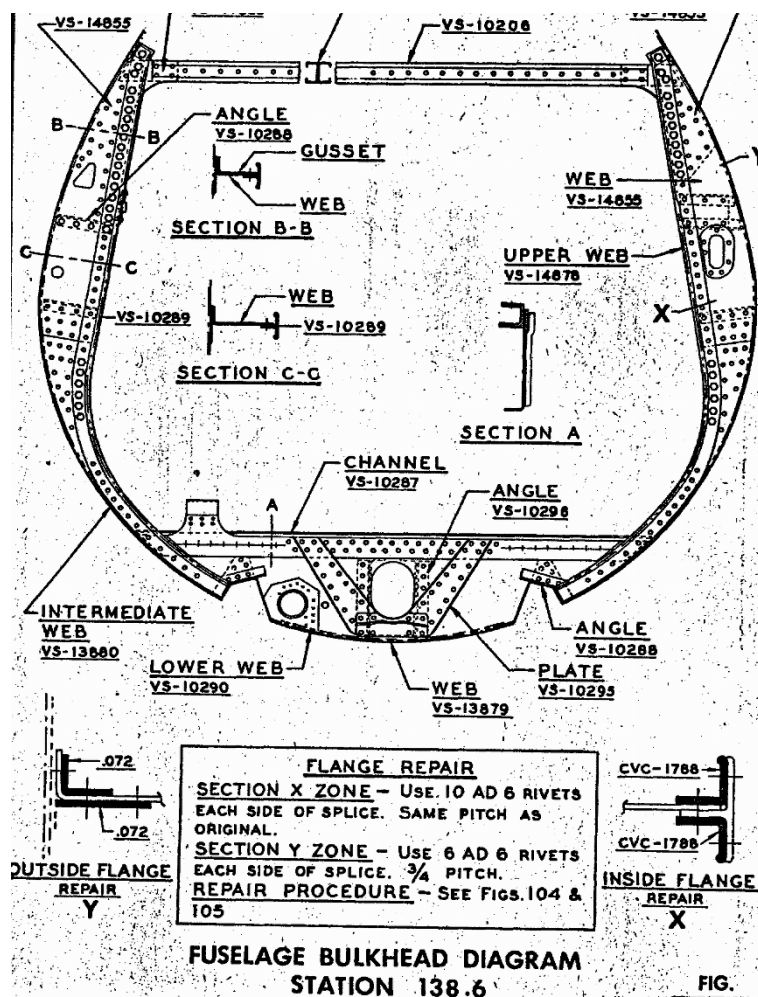 VS-14855
VS-10206
B
B
ANGLE
VS-10288
GUSSET
WEB
SECTION B-B
WEB
VS-14855
Y
UPPER WEB
VS-14878
C
C
VS-10289
WEB
VS-10289
X
SECTION C-C
SECTION A
CHANNEL
VS-10287
A
ANGLE
VS-10296
INTERMEDIATE
WEB
VS-13880
LOWER WEB
VS-10290
WEB
VS-13879
PLATE
VS-10295
ANGLE
VS-10288
.072
.072
OUTSIDE FLANGE
REPAIR
Y
FLANGE REPAIR
SECTION X ZONE - USE 10 AD 6 RIVETS
EACH SIDE OF SPLICE. SAME PITCH AS
ORIGINAL.
SECTION Y ZONE - USE 6 AD 6 RIVETS
EACH SIDE OF SPLICE. 3/4 PITCH.
REPAIR PROCEDURE - SEE FIGS. 104 &
105
CVC-1788
CVC-1788
INSIDE FLANGE
REPAIR
X
FUSELAGE BULKHEAD DIAGRAM
STATION 138.6
FIG.